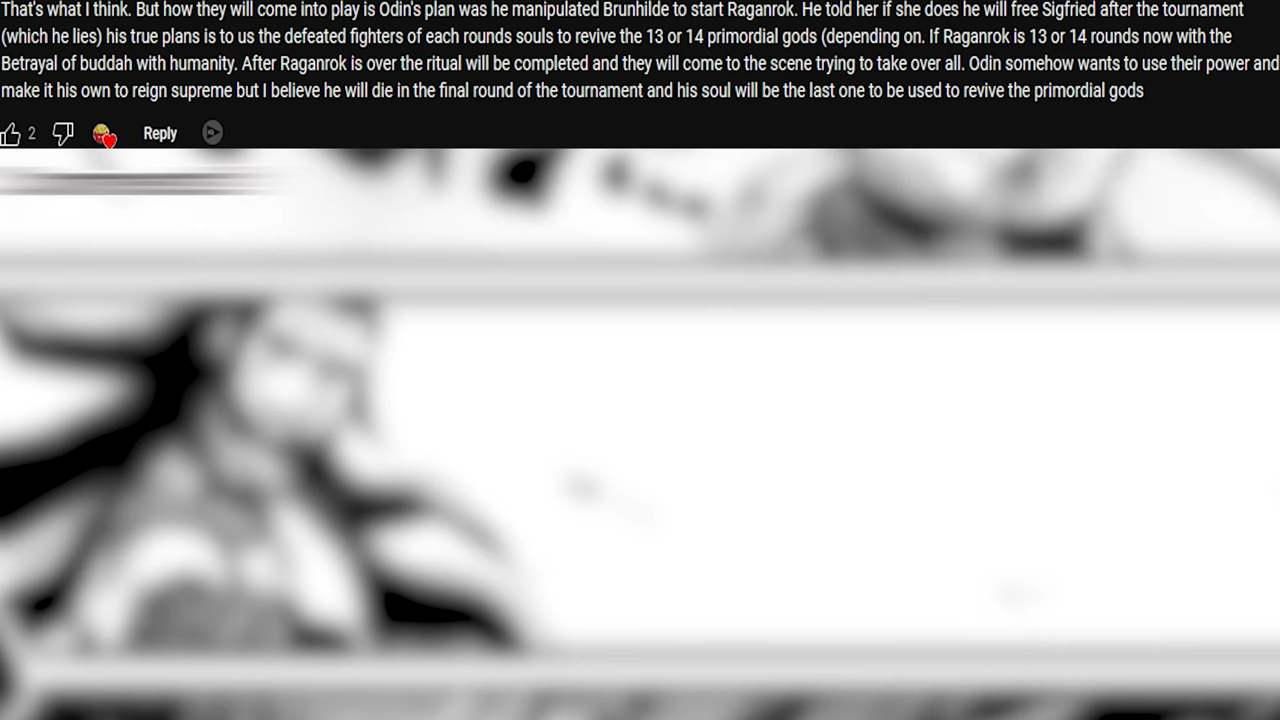 That's what I think. But how they will come into play is Odin's plan was he manipulated Brunhilde to start Raganrok. He told her if she does he will free Sigfried after the tournament
(which he lies) his true plans is to us the defeated fighters of each rounds souls to revive the 13 or 14 primordial gods (depending on. If Raganrok is 13 or 14 rounds now with the
Betrayal of buddah with humanity. After Raganrok is over the ritual will be completed and they will come to the scene trying to take over all. Odin somehow wants to use their power and
make it his own to reign supreme but I believe he will die in the final round of the tournament and his soul will be the last one to be used to revive the primordial gods
2 Reply